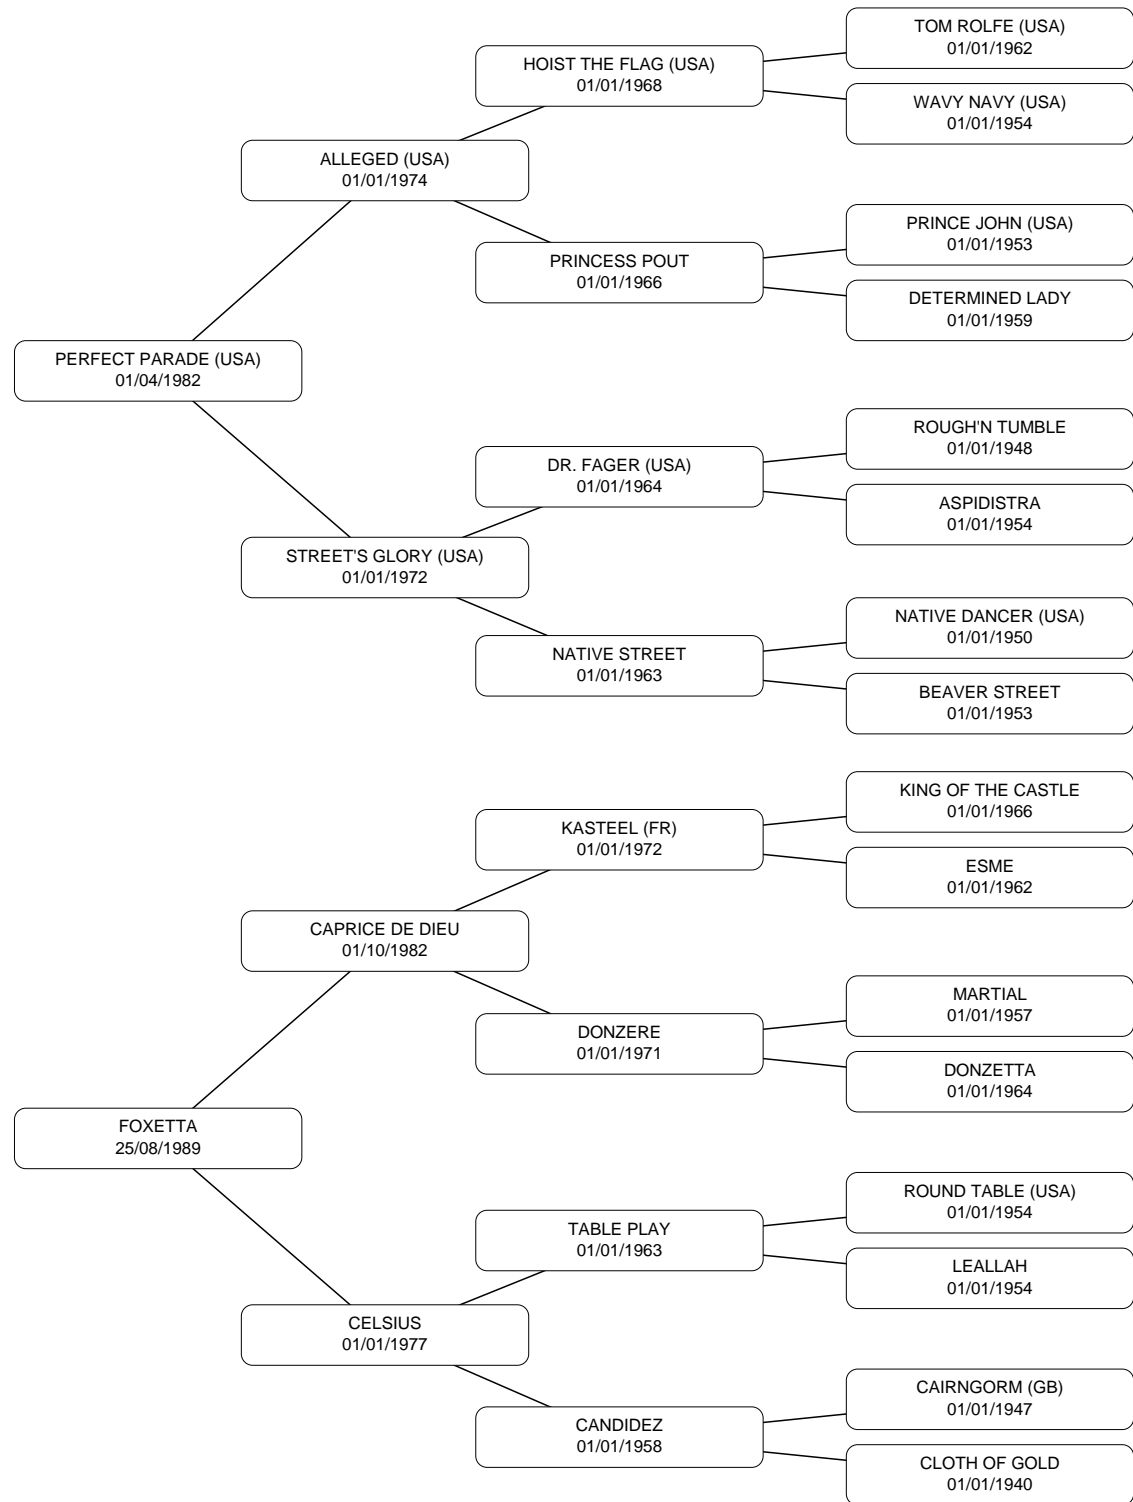 TOM ROLFE (USA)
01/01/1962
HOIST THE FLAG (USA)
01/01/1968
WAVY NAVY (USA)
01/01/1954
ALLEGED (USA)
01/01/1974
PRINCE JOHN (USA)
01/01/1953
PRINCESS POUT
01/01/1966
DETERMINED LADY
01/01/1959
PERFECT PARADE (USA)
01/04/1982
ROUGH'N TUMBLE
01/01/1948
DR. FAGER (USA)
01/01/1964
ASPIDISTRA
01/01/1954
STREET'S GLORY (USA)
01/01/1972
NATIVE DANCER (USA)
01/01/1950
NATIVE STREET
01/01/1963
BEAVER STREET
01/01/1953
KING OF THE CASTLE
01/01/1966
KASTEEL (FR)
01/01/1972
ESME
01/01/1962
CAPRICE DE DIEU
01/10/1982
MARTIAL
01/01/1957
DONZERE
01/01/1971
DONZETTA
01/01/1964
FOXETTA
25/08/1989
ROUND TABLE (USA)
01/01/1954
TABLE PLAY
01/01/1963
LEALLAH
01/01/1954
CELSIUS
01/01/1977
CAIRNGORM (GB)
01/01/1947
CANDIDEZ
01/01/1958
CLOTH OF GOLD
01/01/1940